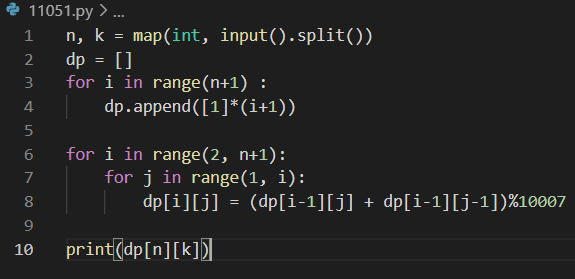 11051.py > ...
1 n, k = map(int, input().split())
2 dp = []
3 for i in range(n+1) :
4     dp.append([1]*(i+1))
5
6 for i in range(2, n+1):
7     for j in range(1, i):
8         dp[i][j] = (dp[i-1][j] + dp[i-1][j-1])%10007
9
10 print(dp[n][k])